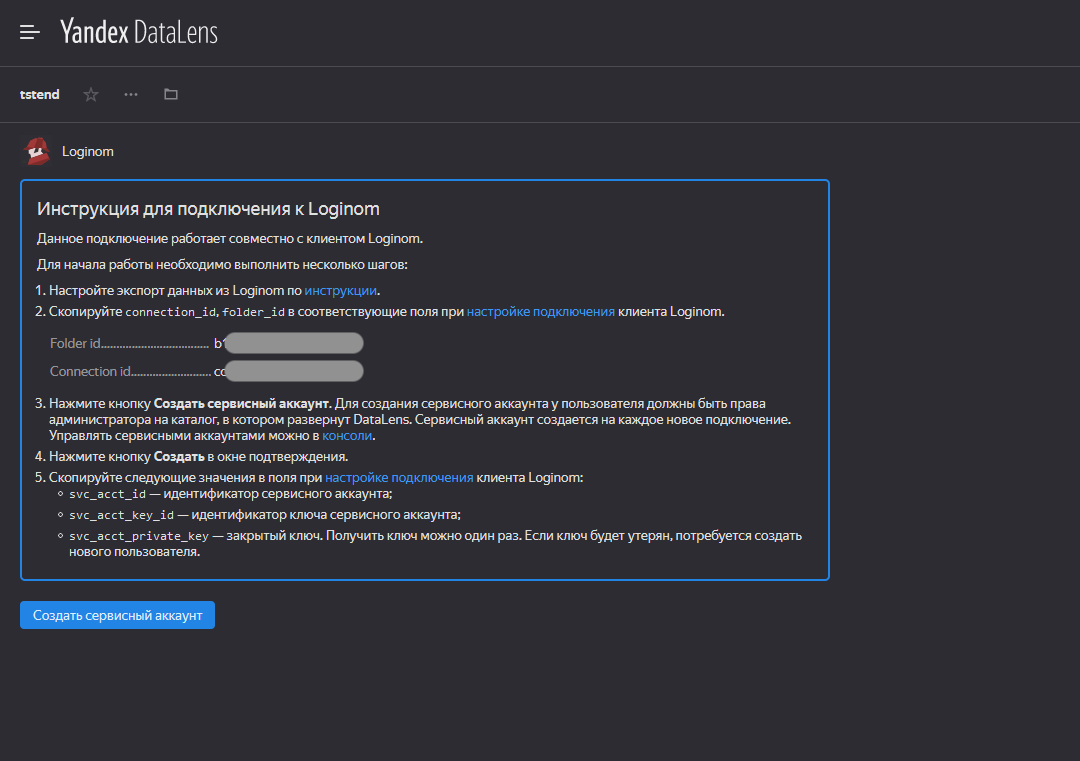 Yandex DataLens
tstend
Loginom
Инструкция для подключения к Loginom
Данное подключение работает совместно с клиентом Loginom.
Для начала работы необходимо выполнить несколько шагов:
1. Настройте экспорт данных из Loginom по инструкции.
2. Скопируйте connection_id, folder_id в соответствующие поля при настройке подключения клиента Loginom.
Folder id................................... b1
Connection id.......................... cc
3. Нажмите кнопку Создать сервисный аккаунт. Для создания сервисного аккаунта у пользователя должны быть права
администратора на каталог, в котором развернут DataLens. Сервисный аккаунт создается на каждое новое подключение.
Управлять сервисными аккаунтами можно в консоли.
4. Нажмите кнопку Создать в окне подтверждения.
5. Скопируйте следующие значения в поля при настройке подключения клиента Loginom:
svc_acct_id — идентификатор сервисного аккаунта;
svc_acct_key_id — идентификатор ключа сервисного аккаунта;
svc_acct_private_key — закрытый ключ. Получить ключ можно один раз. Если ключ будет утерян, потребуется создать
нового пользователя.
Создать сервисный аккаунт